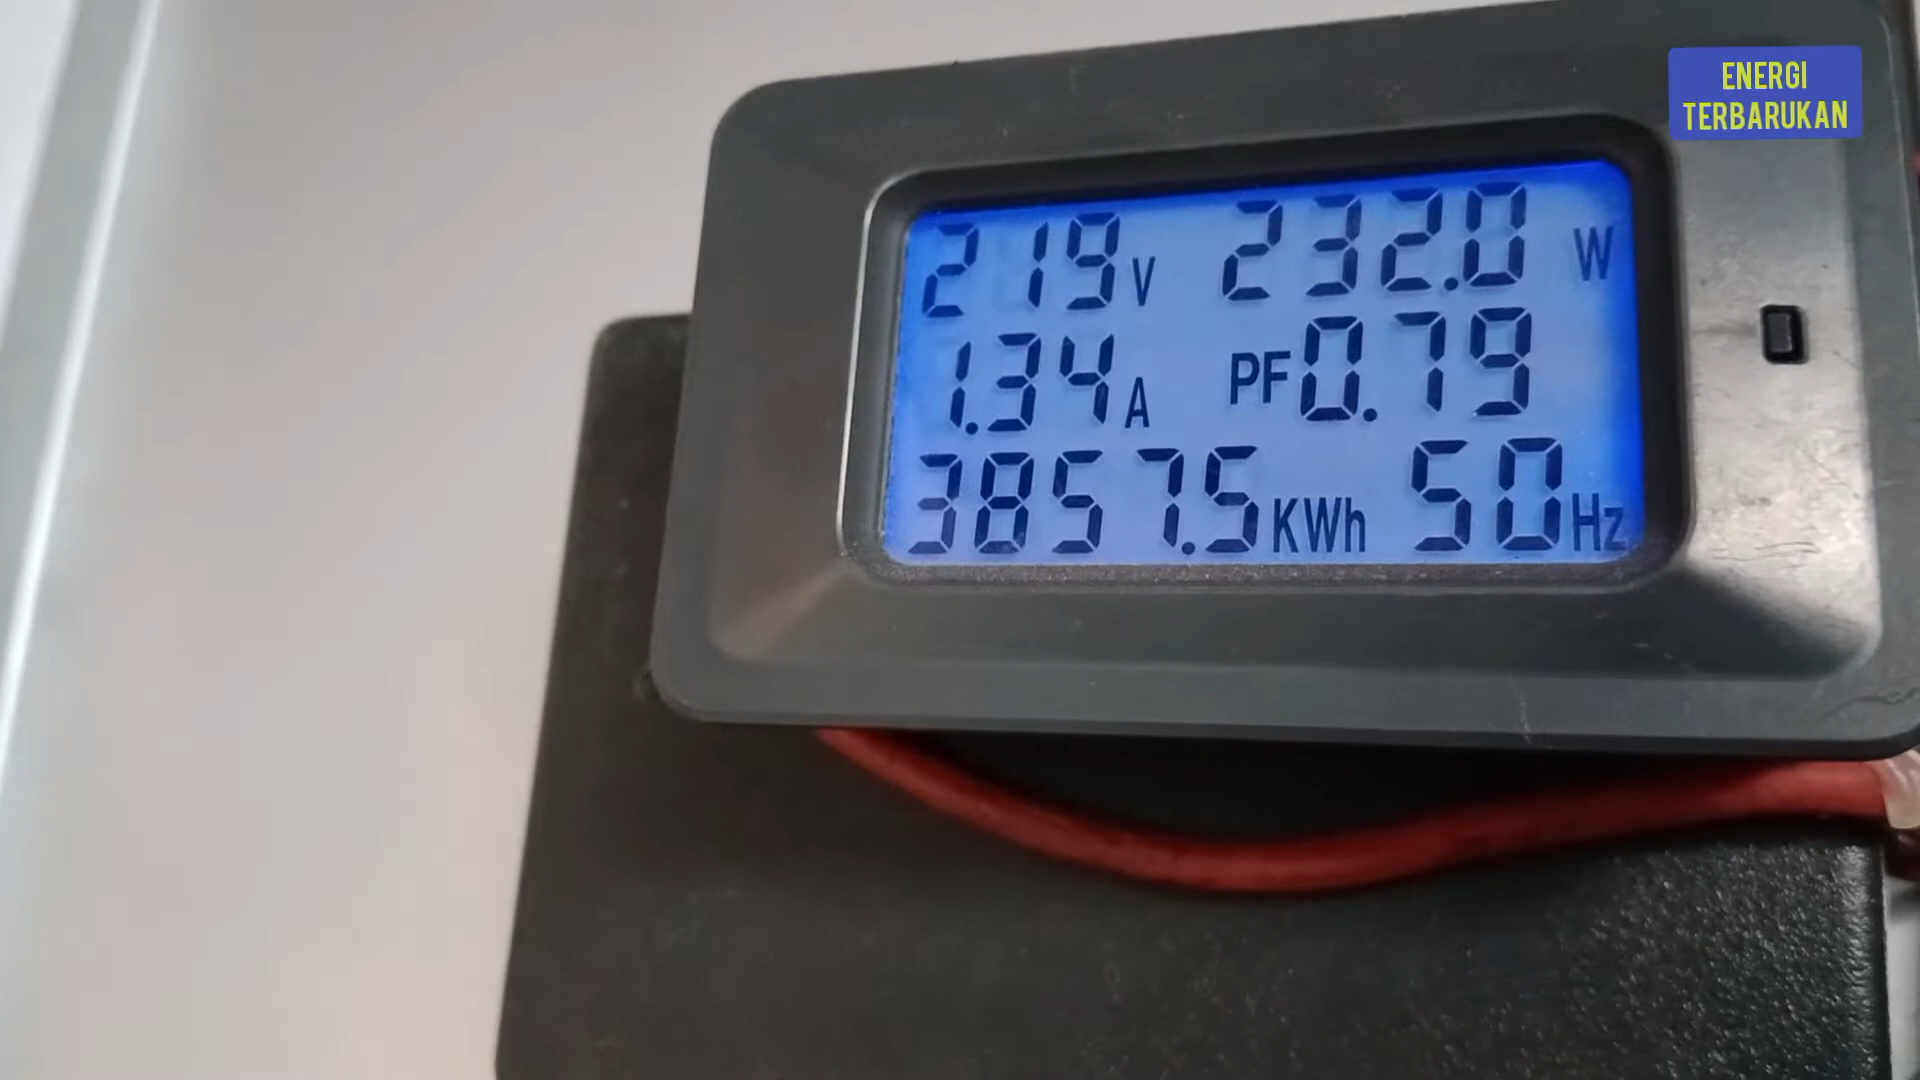 ENERGI
TERBARUKAN
219V 232.0 W
1.34A PF0.79
3857.5KWh 50Hz